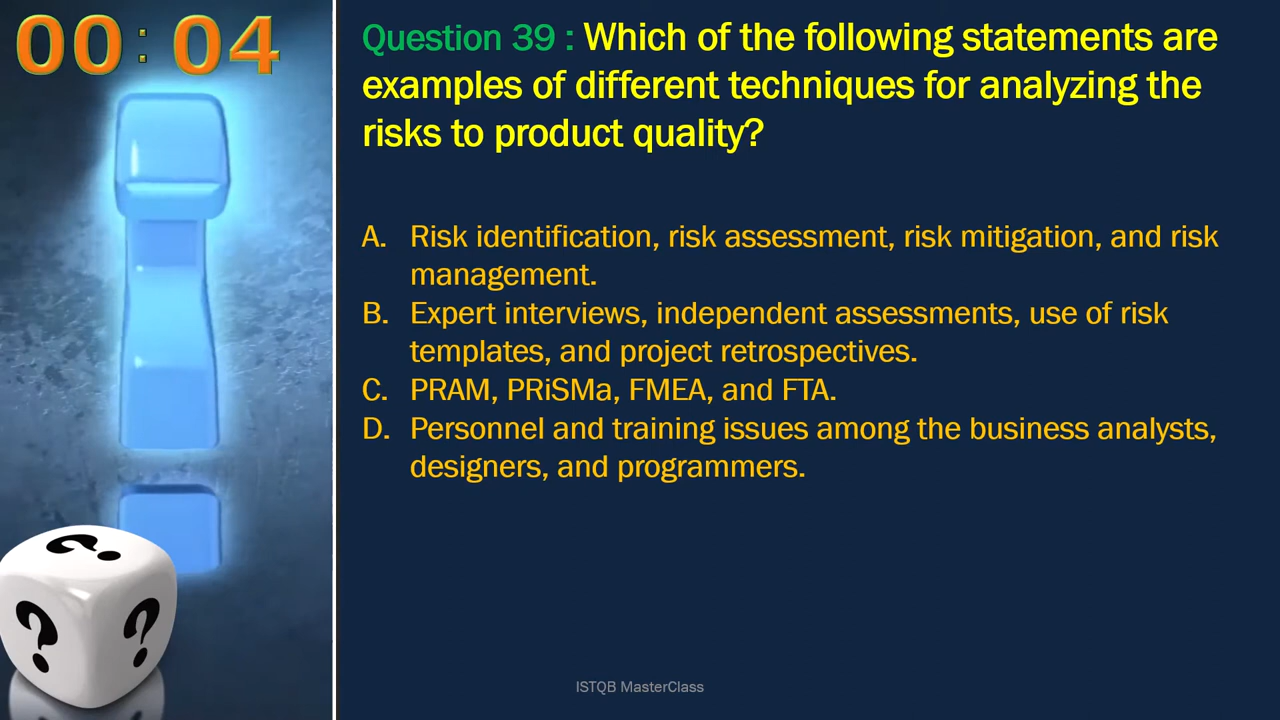 00:04
Question 39 : Which of the following statements are
examples of different techniques for analyzing the
risks to product quality?
A. Risk identification, risk assessment, risk mitigation, and risk
management.
B. Expert interviews, independent assessments, use of risk
templates, and project retrospectives.
C. PRAM, PRiSMa, FMEA, and FTA.
D. Personnel and training issues among the business analysts,
designers, and programmers.
? ? ?
ISTQB MasterClass